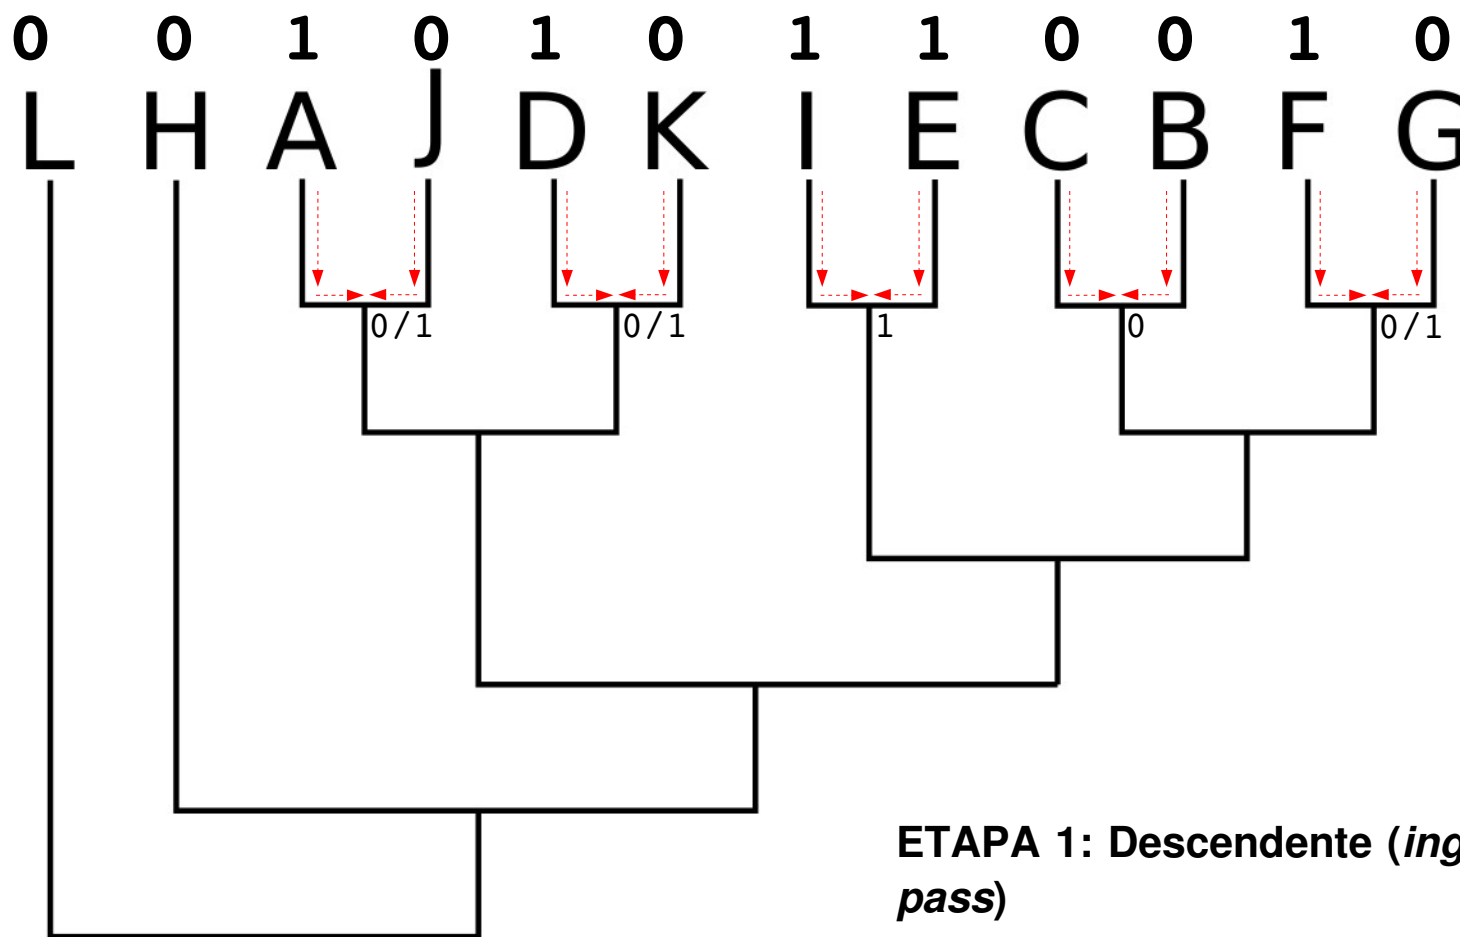 0 0 1 0 1 0 1 1 0 0 1 0
L H A J D K I E C B F G
0/1 0/1 1 0 0/1
ETAPA 1: Descendente (ing
pass)